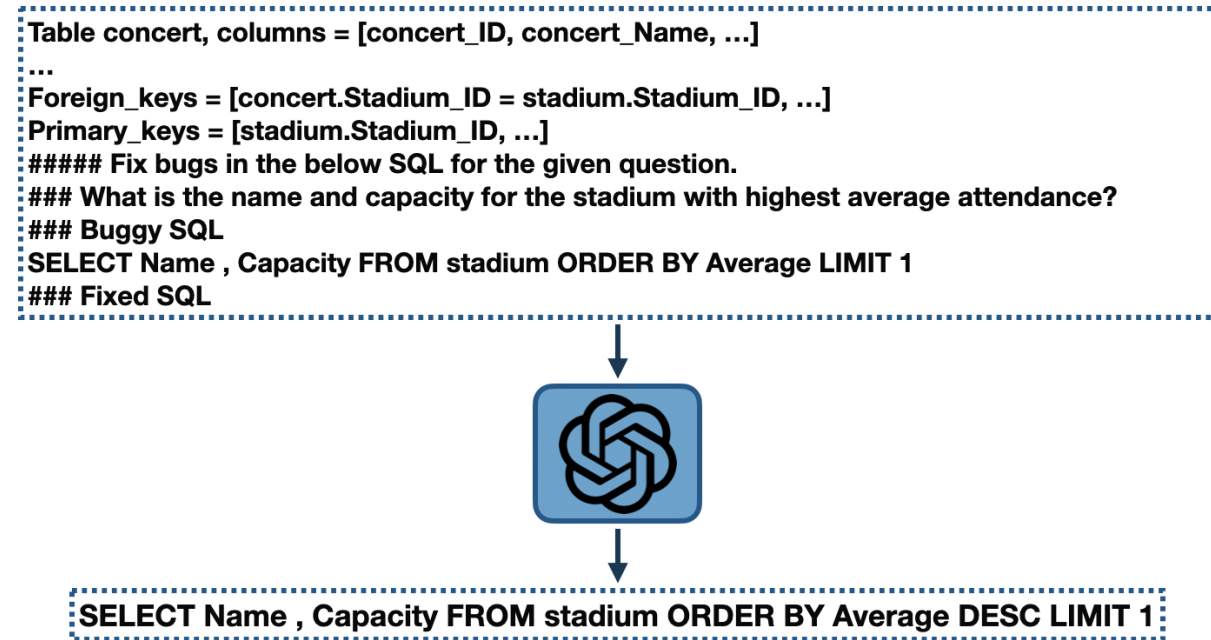 Table concert, columns = [concert_ID, concert_Name, ...]
...
Foreign_keys = [concert.Stadium_ID = stadium.Stadium_ID, ...]
Primary_keys = [stadium.Stadium_ID, ...]
##### Fix bugs in the below SQL for the given question.
### What is the name and capacity for the stadium with highest average attendance?
### Buggy SQL
SELECT Name , Capacity FROM stadium ORDER BY Average LIMIT 1
### Fixed SQL
SELECT Name , Capacity FROM stadium ORDER BY Average DESC LIMIT 1